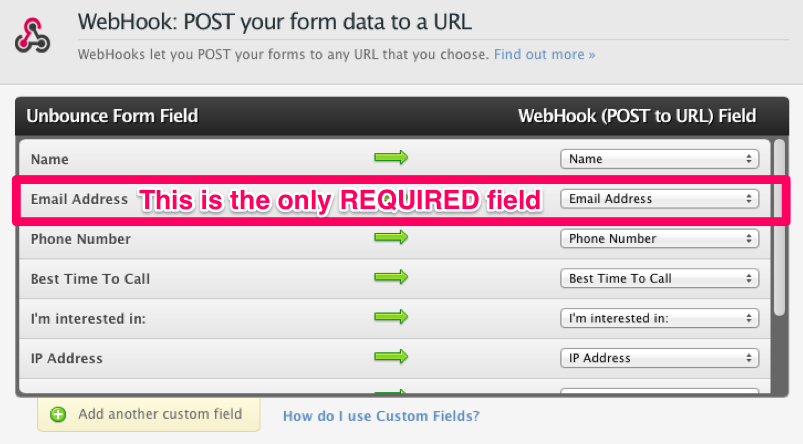 WebHook: POST your form data to a URL
WebHooks let you POST your forms to any URL that you choose. Find out more »
Unbounce Form Field WebHook (POST to URL) Field
Name Name
Email Address This is the only REQUIRED field Email Address
Phone Number Phone Number
Best Time To Call Best Time To Call
I'm interested in: I'm interested in:
IP Address IP Address
Add another custom field How do I use Custom Fields?